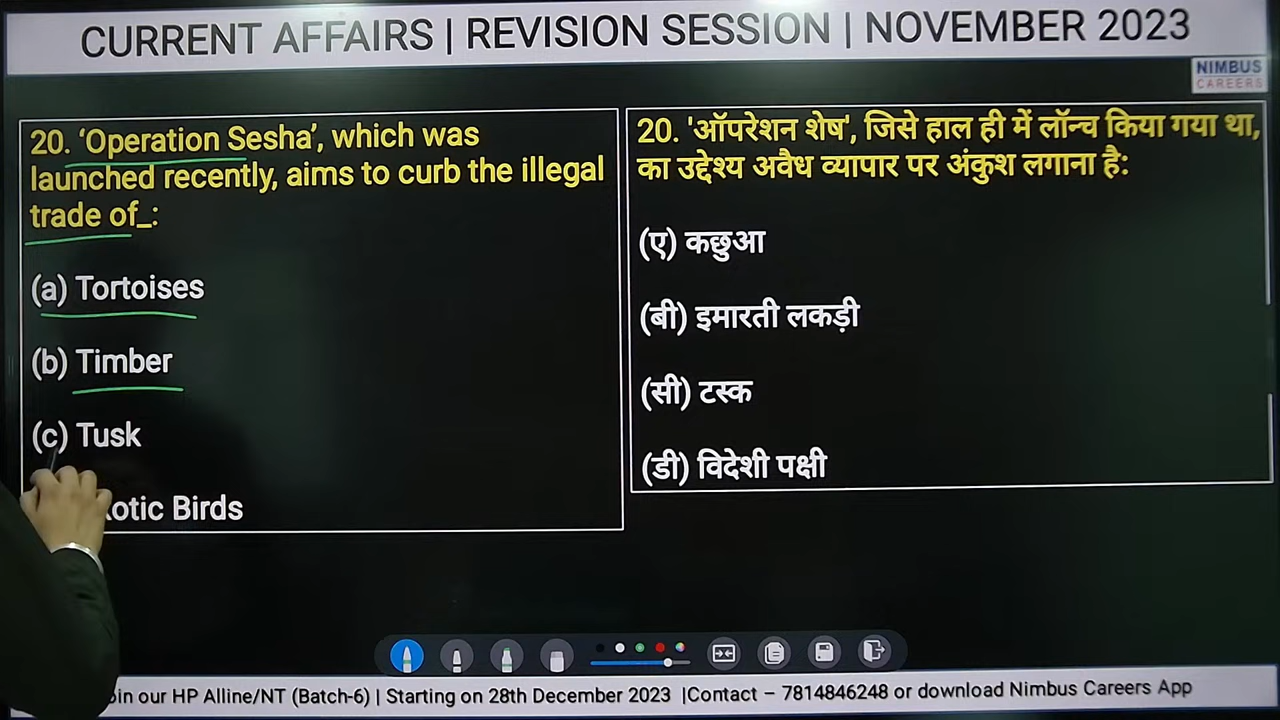 CURRENT AFFAIRS | REVISION SESSION | NOVEMBER 2023
NIMBUS
CAREERS
20. ‘Operation Sesha’, which was
launched recently, aims to curb the illegal
trade of_:
(a) Tortoises
(b) Timber
(c) Tusk
Birds
20. 'ऑपरेशन शेष', जिसे हाल ही में लॉन्च किया गया था,
का उद्देश्य अवैध व्यापार पर अंकुश लगाना है:
(ए) कछुआ
(बी) इमारती लकड़ी
(सी) टस्क
(डी) विदेशी पक्षी
our HP Alline/NT (Batch-6) | Starting on 28th December 2023 |Contact – 7814846248 or download Nimbus Careers App